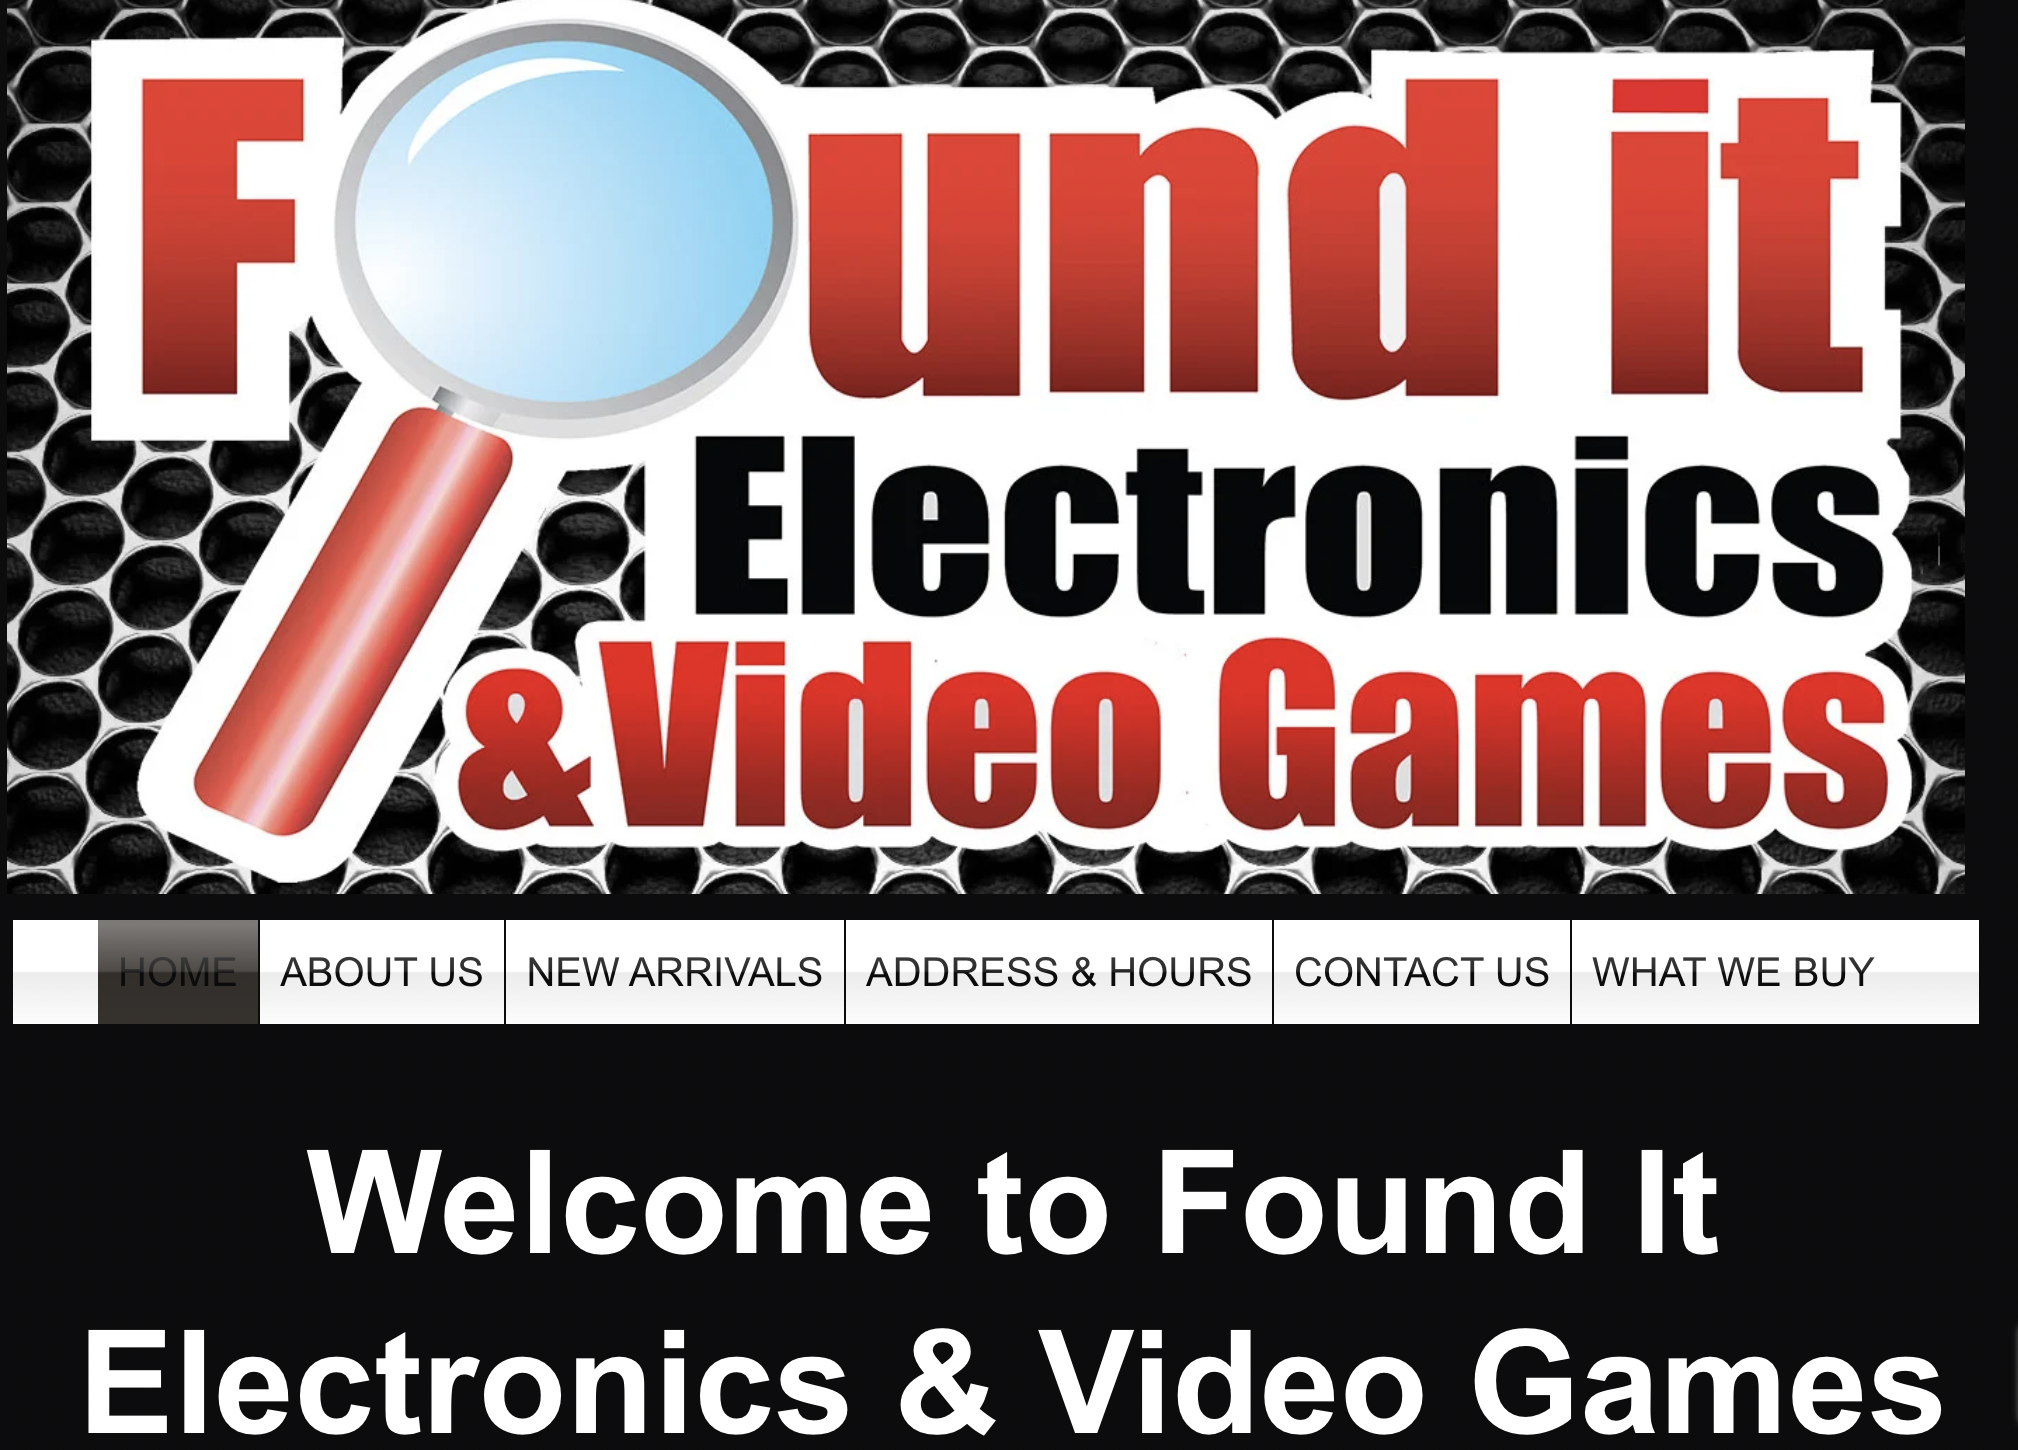 Found it
Electronics
& Video Games
HOME ABOUT US NEW ARRIVALS ADDRESS & HOURS CONTACT US WHAT WE BUY
Welcome to Found It
Electronics & Video Games